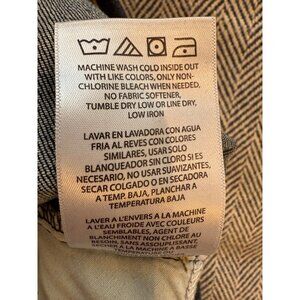 MACHINE WASH COLD INSIDE OUT
WITH LIKE COLORS, ONLY NON-
CHLORINE BLEACH WHEN NEEDED,
NO FABRIC SOFTENER,
TUMBLE DRY LOW OR LINE DRY,
LOW IRON
LAVAR EN LAVADORA CON AGUA
FRIA AL REVES CON COLORES
SIMILARES, USAR SOLO
BLANQUEADOR SIN CLORO SI ES
NECESARIO, NO USAR SUAVIZANTES,
SECAR COLGADO O EN SECADORA
A TEMP. BAJA, PLANCHAR A
TEMPERATURA BAJA
LAVER A L'ENVERS A LA MACHINE
A L'EAU FROIDE AVEC COULEURS
SEMBLABLES, AGENT DE
BLANCHIMENT NON CHLORE AU
BESOIN, SANS ASSOUPLISSANT,
SECHER A LA MACHINE A